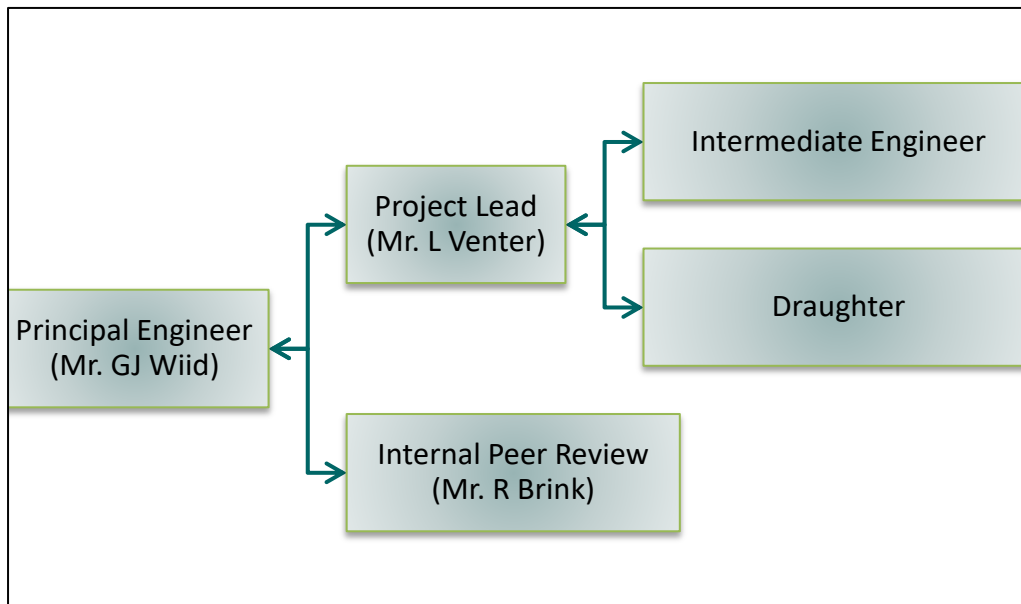 Principal Engineer
(Mr. GJ Wiid)
Project Lead
(Mr. L Venter)
Internal Peer Review
(Mr. R Brink)
Intermediate Engineer
Draughter